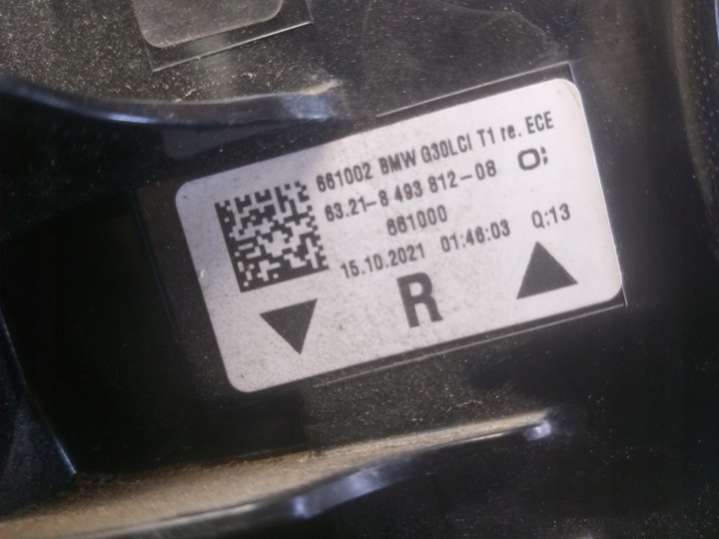 661002 BMW G30LCI T1 re. ECE
63.21-8 493 812-08 O:
661000
15.10.2021 01:46:03 Q:13
R